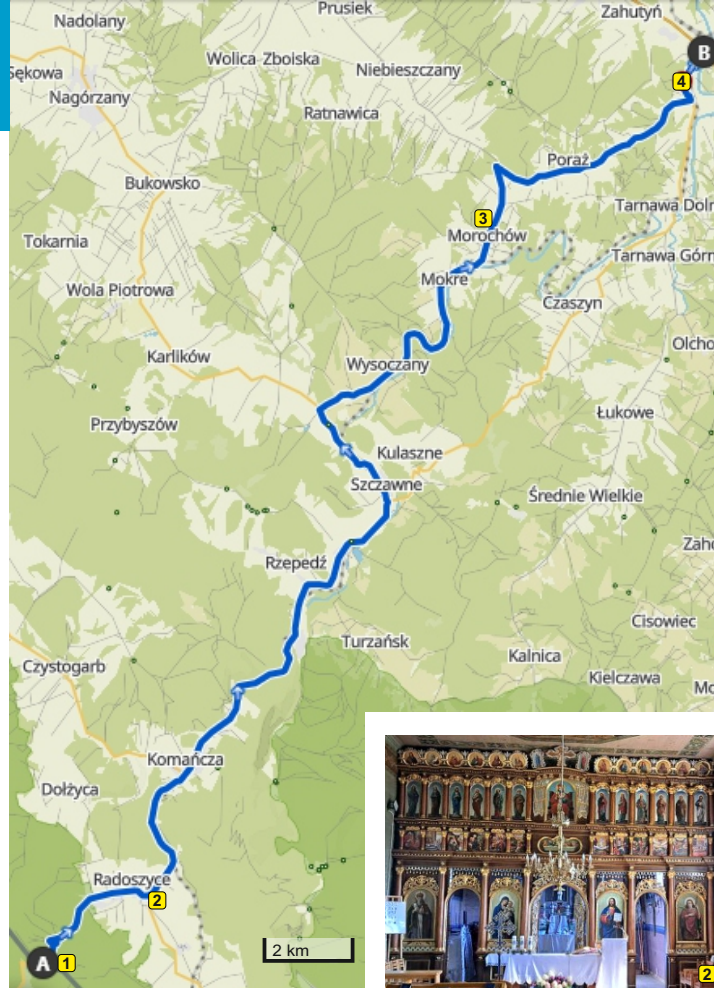 Prusiek
Zahutyń
Nadolany
B
Wolica Zbolska
Sękowa
Niebieszczany
4
Nagórzany
Ratnawica
Poraż
Bukowsko
Tarnawa Doln
3
Morochów
Tokarnia
Tarnawa Górn
Mokre
Wola Piotrowa
Czaszyn
Olcho
Karlików
Wysoczany
Łukowe
Przybyszów
Kulaszne
Szczawne
Średnie Wielkie
Zaho
Rzepedź
Cisowiec
Turzańsk
Kalnica
Czystogarb
Kielczawa
Mo
Komańcza
Dołżyca
Radoszyce
2
2 km
A
1
2